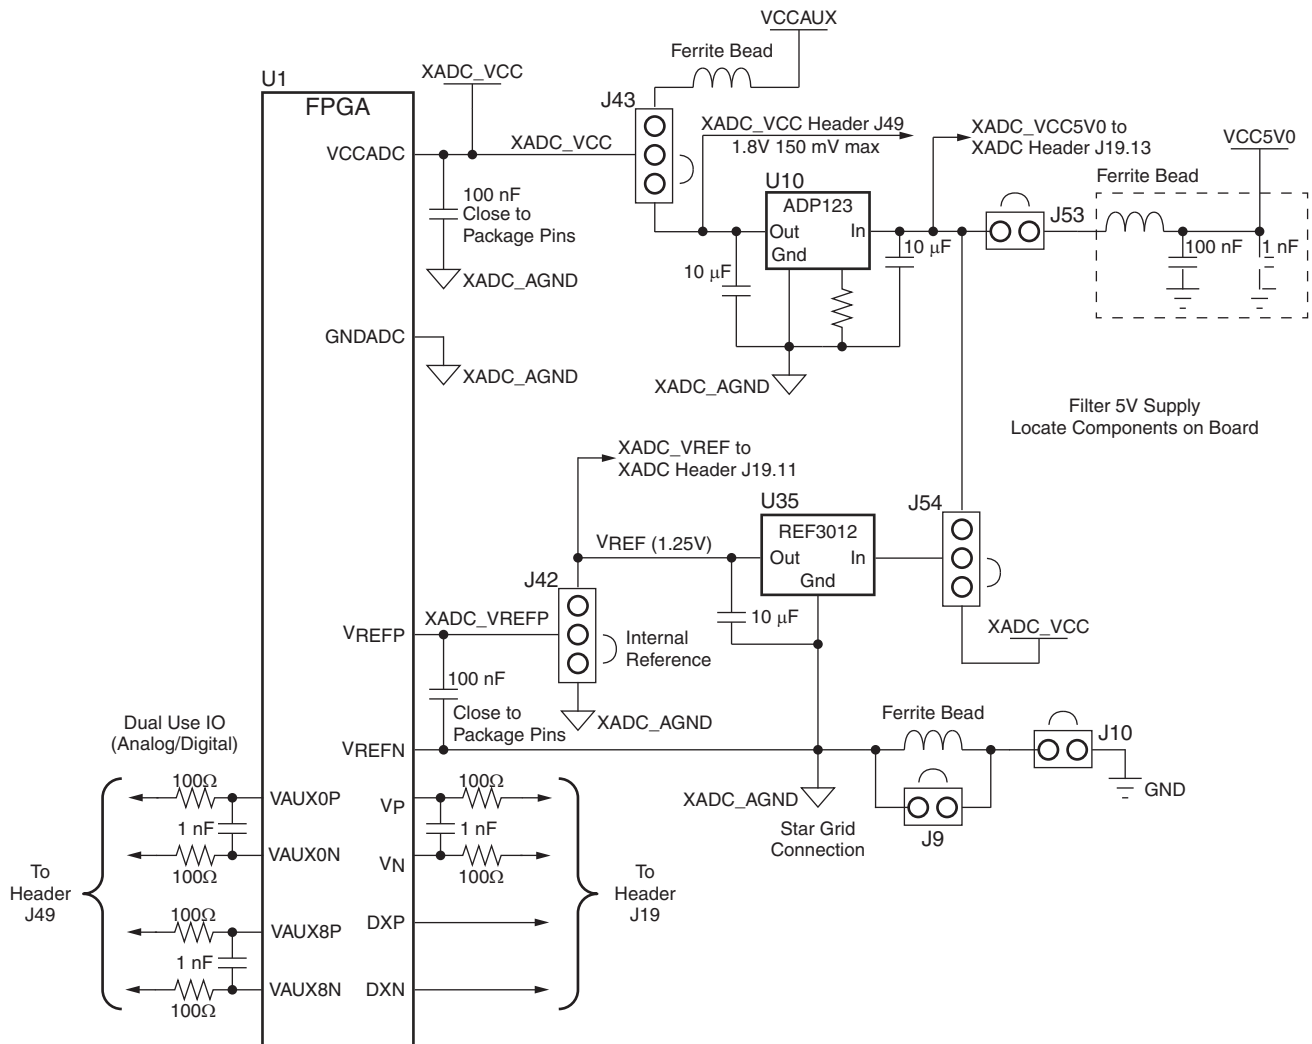 VCCAUX
Ferrite Bead
U1
XADC_VCC
FPGA
J43
VCCADC
XADC_VCC
XADC_VCC Header J49
1.8V 150 mV max
XADC_VCC5V0 to
XADC Header J19.13
VCC5V0
100 nF
Close to
Package Pins
XADC_AGND
U10
ADP123
Out
In
Gnd
10 µF
10 µF
J53
Ferrite Bead
100 nF
1 nF
GNDADC
XADC_AGND
XADC_AGND
Filter 5V Supply
Locate Components on Board
XADC_VREF to
XADC Header J19.11
U35
REF3012
Out
In
Gnd
J54
VREF (1.25V)
J42
10 µF
XADC_VCC
VREFP
XADC_VREFP
Internal
Reference
100 nF
Close to
Package Pins
XADC_AGND
VREFN
Ferrite Bead
J10
GND
J9
XADC_AGND
Star Grid
Connection
Dual Use IO
(Analog/Digital)
100Ω
VAUX0P
1 nF
VAUX0N
100Ω
VP
100Ω
1 nF
VN
100Ω
To
Header
J49
To
Header
J19
100Ω
VAUX8P
1 nF
VAUX8N
100Ω
DXP
DXN